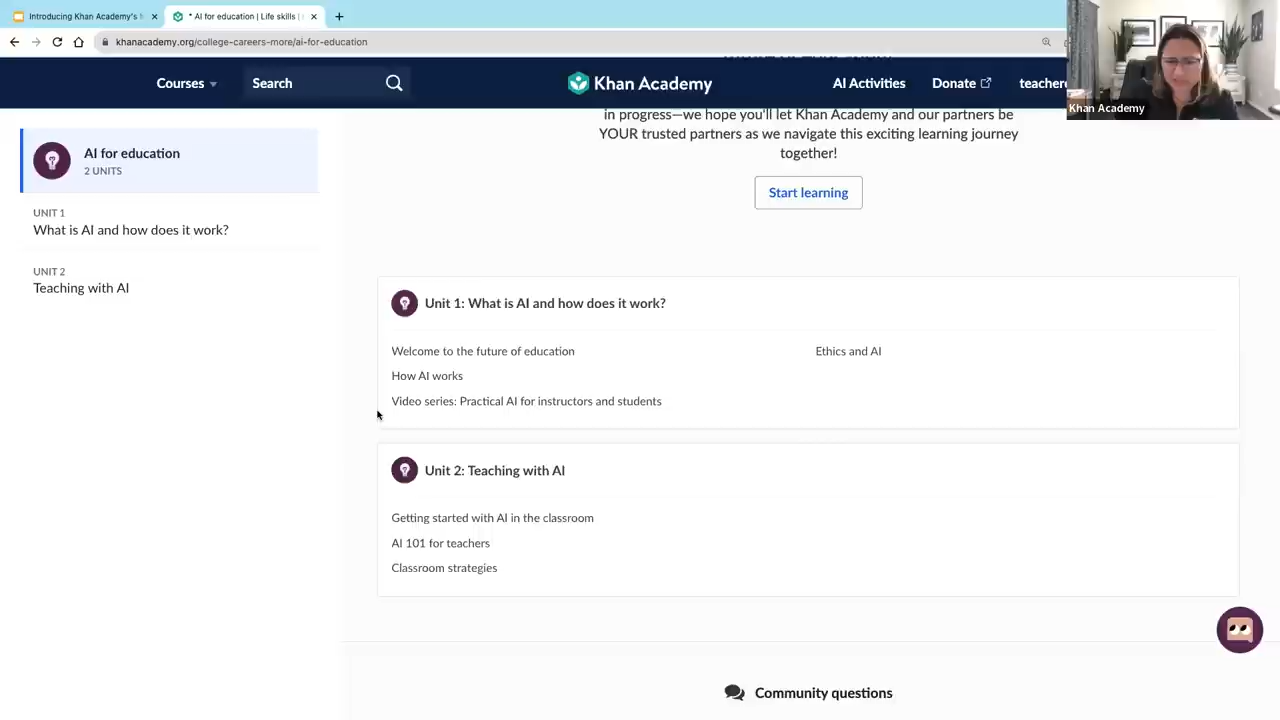 Introducing Khan Academy's
* AI for education | Life skills |
khanacademy.org/college-careers-more/ai-for-education
Courses
Search
Khan Academy
AI Activities
Donate
Khan Academy
AI for education
2 UNITS
UNIT 1
What is AI and how does it work?
UNIT 2
Teaching with AI
in progress—we hope you'll let Khan Academy and our partners be
YOUR trusted partners as we navigate this exciting learning journey
together!
Start learning
Unit 1: What is AI and how does it work?
Welcome to the future of education
Ethics and AI
How AI works
Video series: Practical AI for instructors and students
Unit 2: Teaching with AI
Getting started with AI in the classroom
AI 101 for teachers
Classroom strategies
Community questions